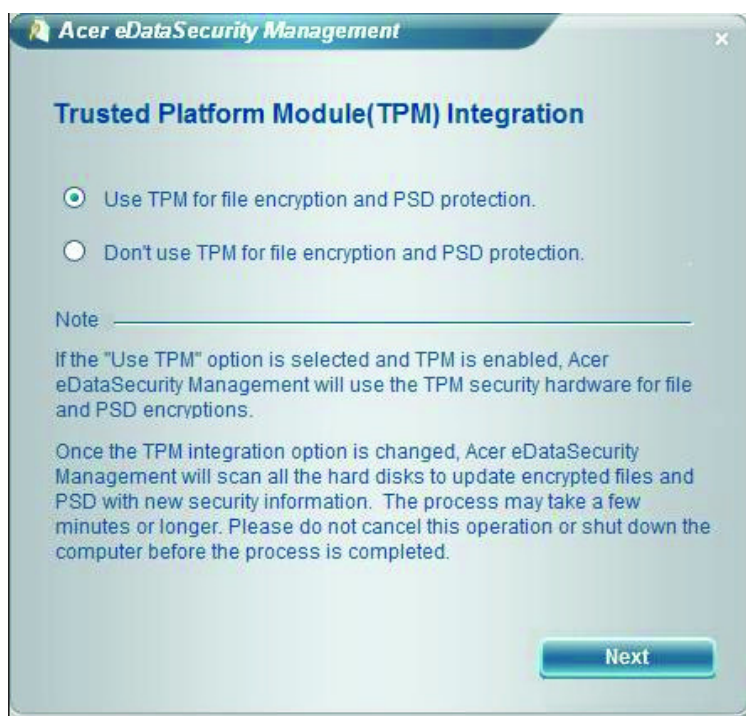 Acer eDataSecurity Management
Trusted Platform Module(TPM) Integration
Use TPM for file encryption and PSD protection.
Don't use TPM for file encryption and PSD protection.
Note
If the "Use TPM" option is selected and TPM is enabled, Acer
eDataSecurity Management will use the TPM security hardware for file
and PSD encryptions.
Once the TPM integration option is changed, Acer eDataSecurity
Management will scan all the hard disks to update encrypted files and
PSD with new security information. The process may take a few
minutes or longer. Please do not cancel this operation or shut down the
computer before the process is completed.
Next